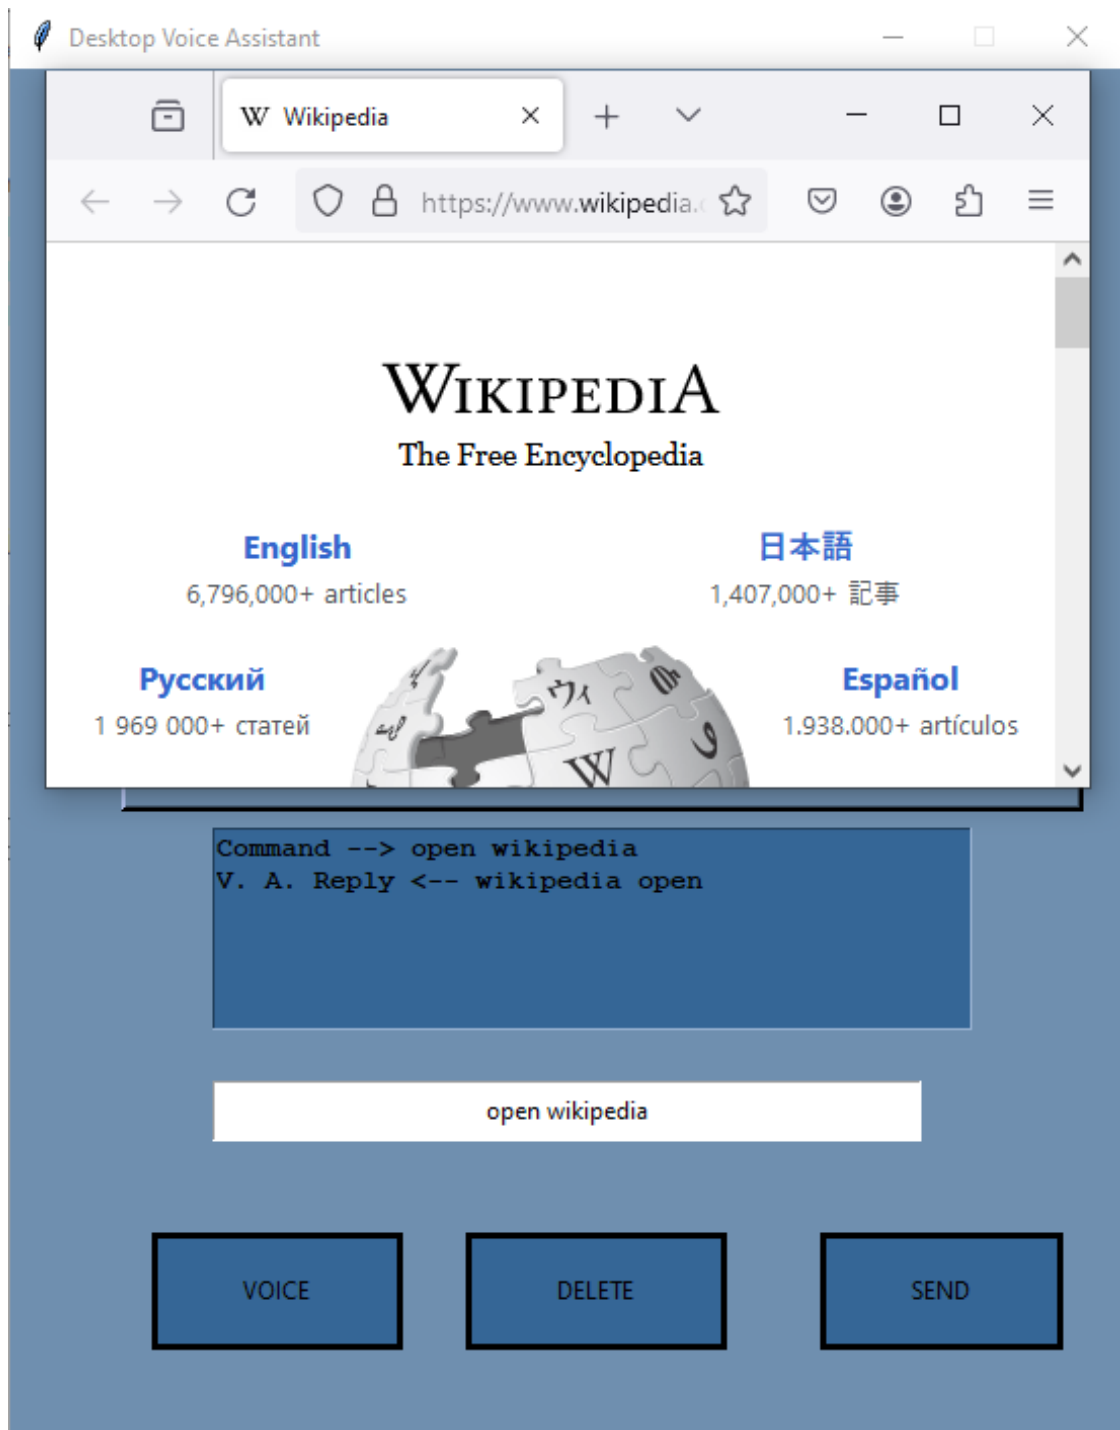 Desktop Voice Assistant
W Wikipedia
https://www.wikipedia.
WIKIPEDIA
The Free Encyclopedia
English
6,796,000+ articles
日本語
1,407,000+ 記事
Русский
1 969 000+ статей
Español
1.938.000+ artículos
ウィ
W
Command --> open wikipedia
V. A. Reply <-- wikipedia open
open wikipedia
VOICE
DELETE
SEND